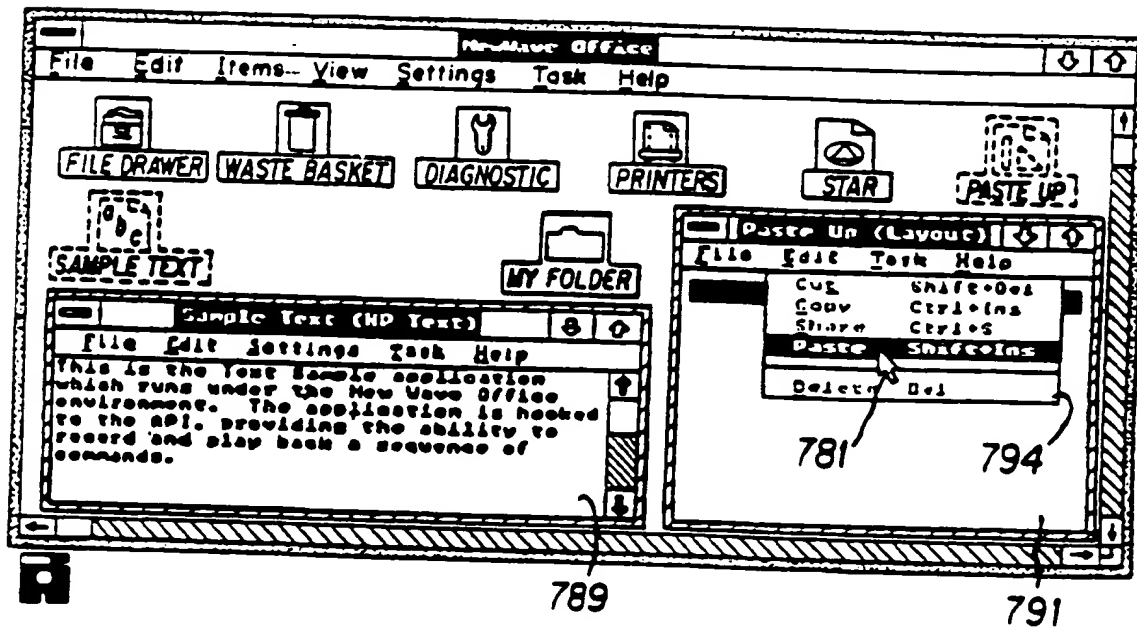 NewWave Office
File Edit Items-- View Settings Task Help
FILE DRAWER WASTE BASKET DIAGNOSTIC PRINTERS STAR PASTE UP
SAMPLE TEXT MY FOLDER
Paste Up (Layout)
File Edit Task Help
Cut Shift+Del
Copy Ctrl+Ins
Share Ctrl+S
Paste Shift+Ins
Delete Del
Sample Text (HP Text)
File Edit Settings Task Help
This is the Text Sample application
which runs under the New Wave Office
environment. The application is hooked
to the API, providing the ability to
record and play back a sequence of
commands.
781 794
789 791